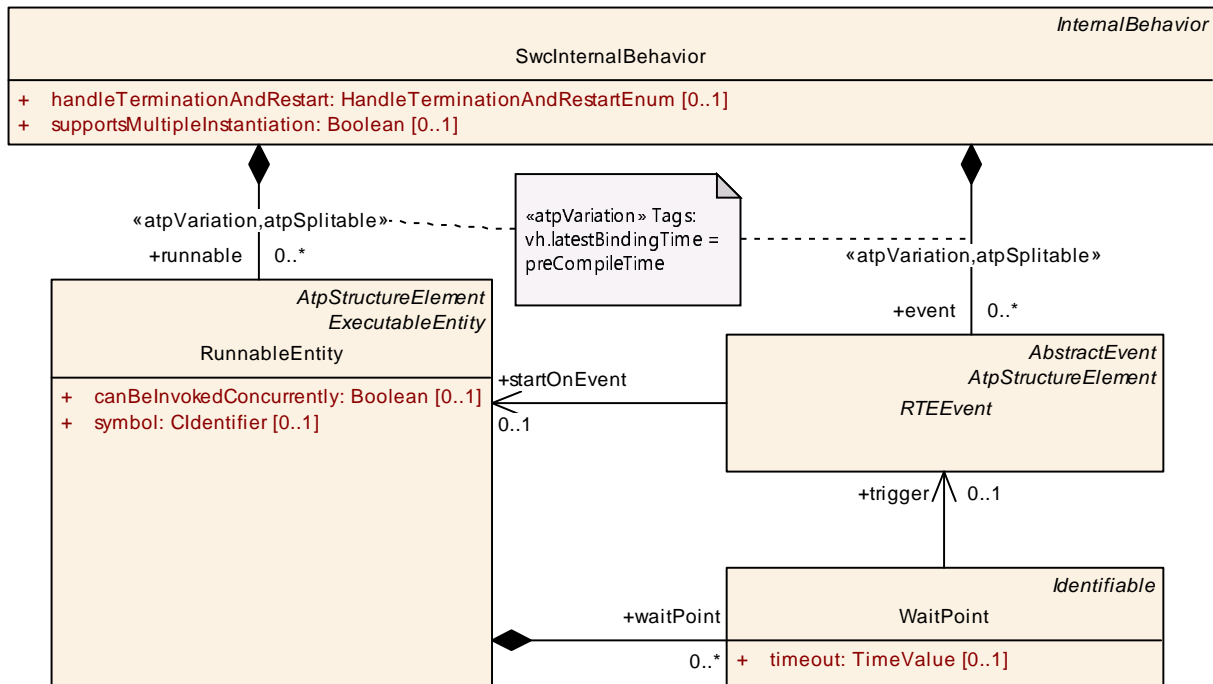 InternalBehavior
SwcInternalBehavior
+ handleTerminationAndRestart: HandleTerminationAndRestartEnum [0..1]
+ supportsMultipleInstantiation: Boolean [0..1]
«atpVariation,atpSplitable»
+runnable 0..*
«atpVariation» Tags:
vh.latestBindingTime =
preCompileTime
«atpVariation,atpSplitable»
+event 0..*
AtpStructureElement
ExecutableEntity
RunnableEntity
+ canBeInvokedConcurrently: Boolean [0..1]
+ symbol: CIdentifier [0..1]
+startOnEvent
0..1
AbstractEvent
AtpStructureElement
RTEEvent
+trigger 0..1
Identifiable
WaitPoint
+ timeout: TimeValue [0..1]
+waitPoint
0..*